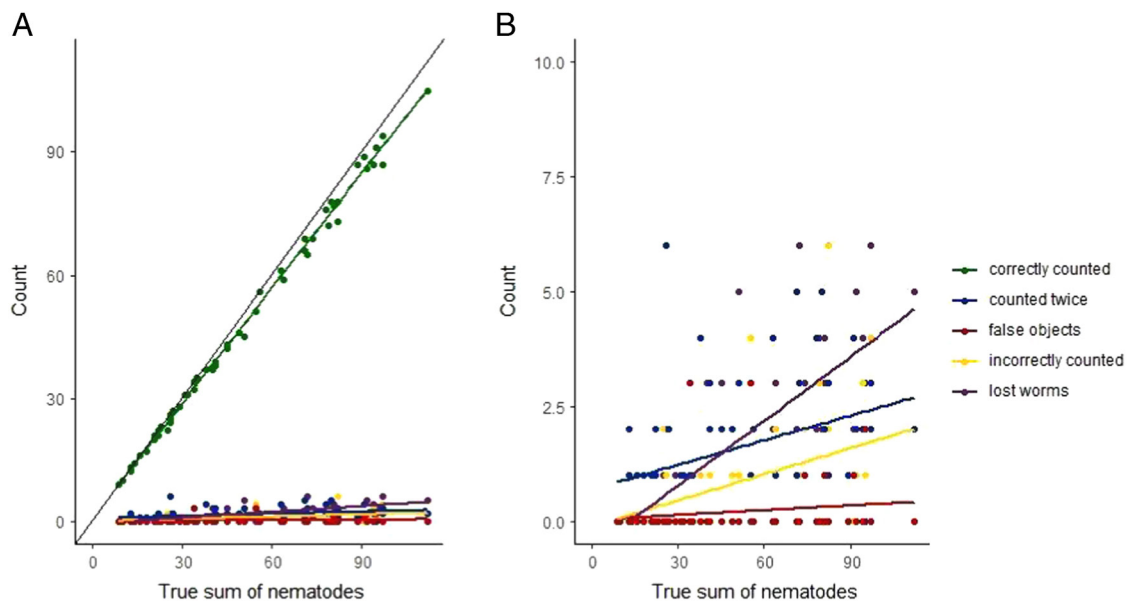 A
B
90
60
30
0
Count
0 30 60 90
True sum of nematodes
10.0
7.5
5.0
2.5
0.0
Count
0 30 60 90
True sum of nematodes
correctly counted
counted twice
false objects
incorrectly counted
lost worms